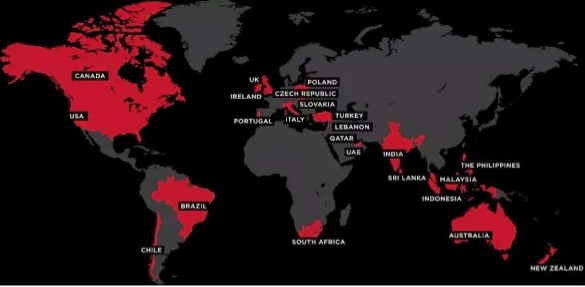 CANADA
USA
UK
IRELAND
POLAND
CZECH REPUBLIC
SLOVAKIA
PORTUGAL
ITALY
TURKEY
LEBANON
QATAR
UAE
INDIA
SRI LANKA
THE PHILIPPINES
MALAYSIA
INDONESIA
BRAZIL
CHILE
SOUTH AFRICA
AUSTRALIA
NEW ZEALAND